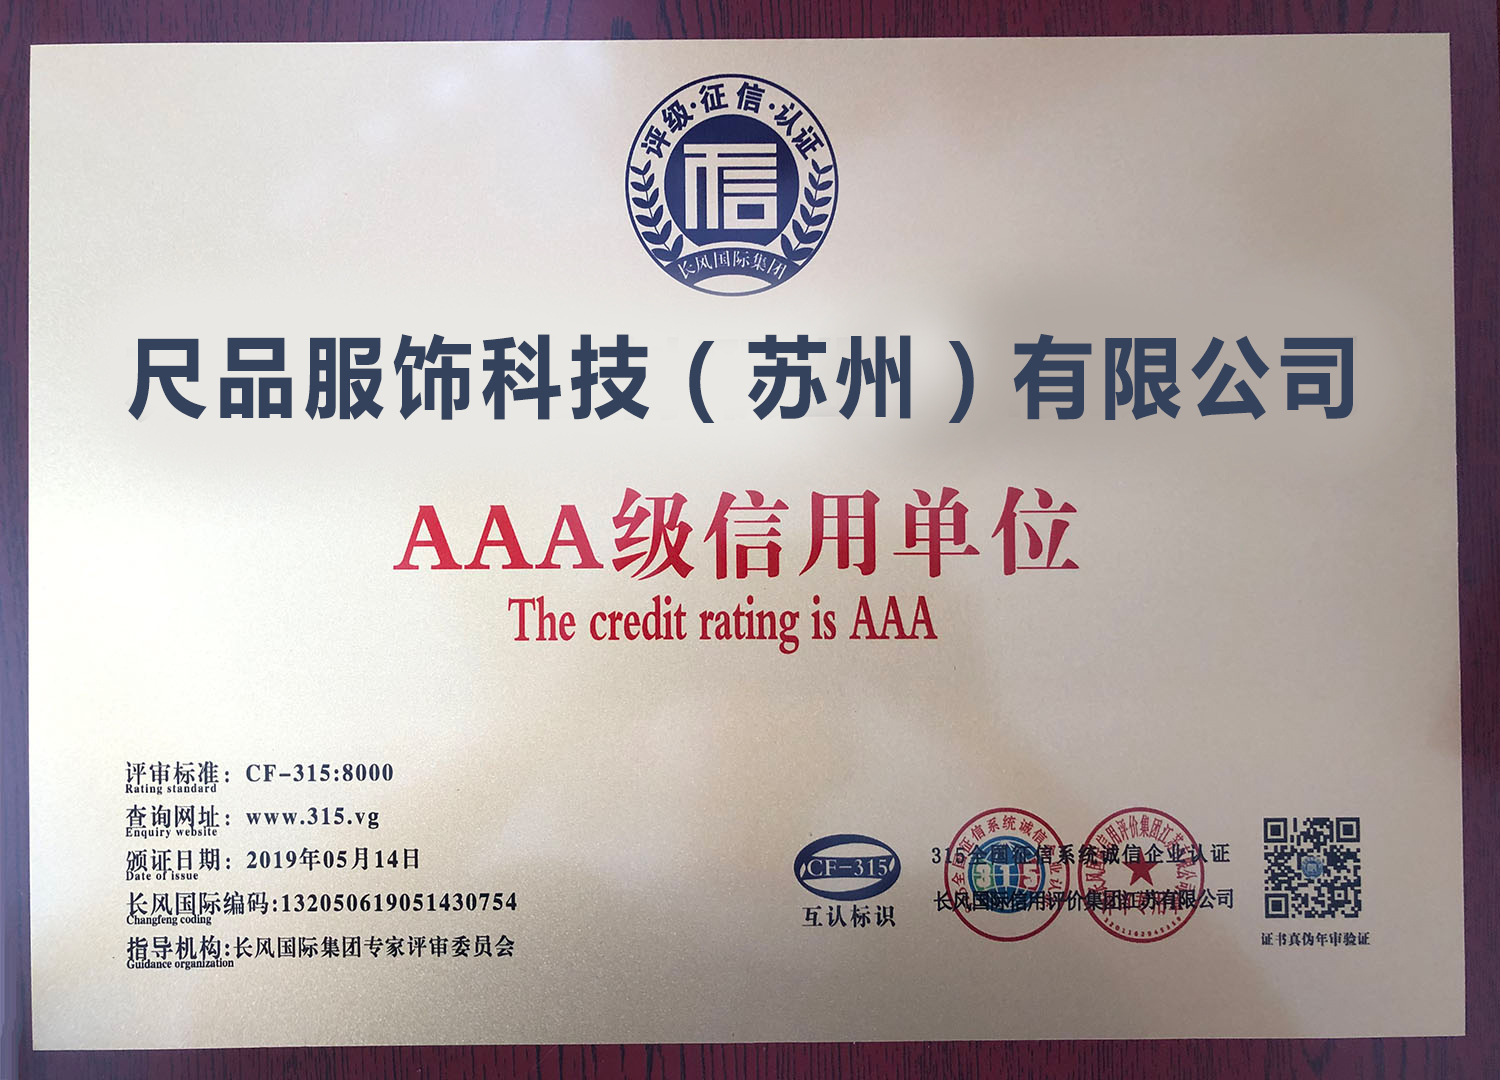 评级·征信·认证
信
长风国际集团
尺品服饰科技（苏州）有限公司
AAA级信用单位
The credit rating is AAA
评审标准：CF-315:8000
Rating standard
查询网址：www.315.vg
Enquiry website
颁证日期：2019年05月14日
Date of issue
长风国际编码:132050619051430754
Changfeng coding
指导机构:长风国际集团专家评审委员会
Guidance organization
CF-315
互认标识
315全国征信系统诚信企业认证
长风国际信用评价集团江苏有限公司
315
证书真伪年审验证